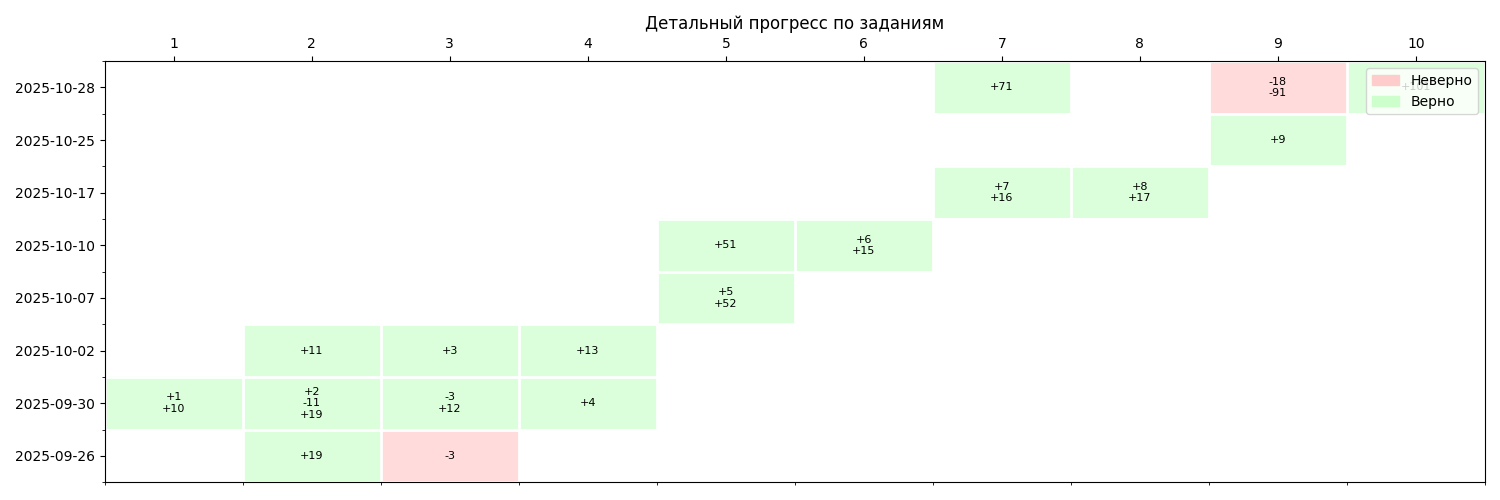 Детальный прогресс по заданиям
1 2 3 4 5 6 7 8 9 10
2025-10-28 +71 -18
-91
Неверно
Верно
2025-10-25 +9
2025-10-17 +7 +8
+16 +17
2025-10-10 +51 +6
+15
2025-10-07 +5
+52
2025-10-02 +11 +3 +13
2025-09-30 +1 +2 -3 +4
+10 -11 +12
+19
2025-09-26 +19 -3